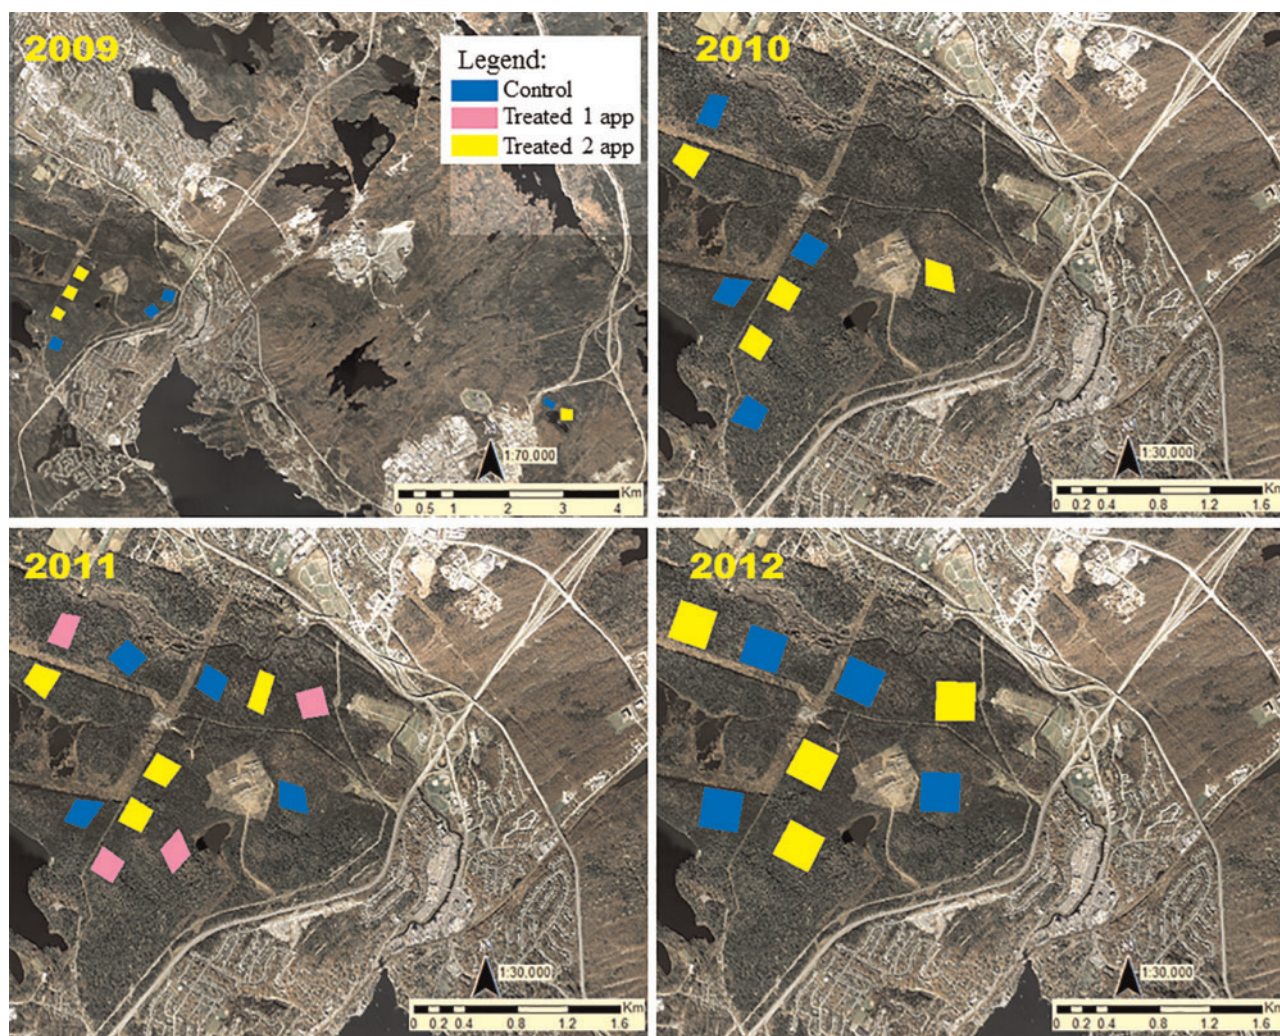 2009
Legend:
Control
Treated 1 app
Treated 2 app
1:70,000
Km
0 0.5 1 2 3 4
2010
1:30,000
Km
0 0.2 0.4 0.8 1.2 1.6
2011
1:30,000
Km
0 0.2 0.4 0.8 1.2 1.6
2012
1:30,000
Km
0 0.2 0.4 0.8 1.2 1.6